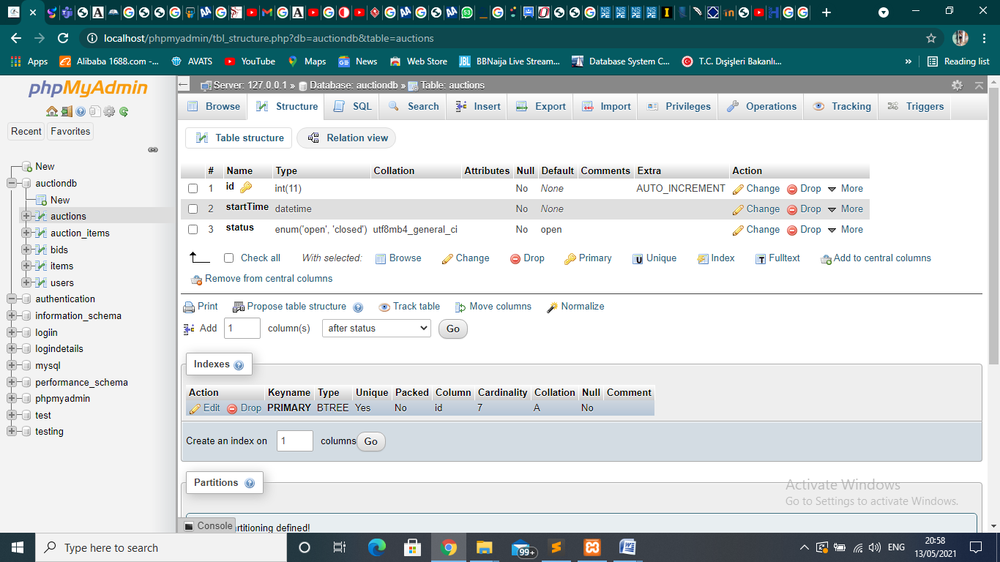 localhost/phpmyadmin/tbl_structure.php?db=auctiondb&table=auctions
Apps Alibaba 1688.com -... AVATS YouTube Maps News Web Store BBNaija Live Stream... Database System C... T.C. Dışişleri Bakanlı... » Reading list
phpMyAdmin
Recent Favorites
New
auctiondb
New
auctions
auction_items
bids
items
users
authentication
information_schema
logiin
logindetails
mysql
performance_schema
phpmyadmin
test
testing
Server: 127.0.0.1 » Database: auctiondb » Table: auctions
Browse Structure SQL Search Insert Export Import Privileges Operations Tracking Triggers
Table structure Relation view
# Name Type Collation Attributes Null Default Comments Extra Action
1 id int(11) No None AUTO_INCREMENT Change Drop More
2 startTime datetime No None Change Drop More
3 status enum('open', 'closed') utf8mb4_general_ci No open Change Drop More
Check all With selected: Browse Change Drop Primary Unique Index Fulltext Add to central columns
Remove from central columns
Print Propose table structure Track table Move columns Normalize
Add 1 column(s) after status Go
Indexes
Action Keyname Type Unique Packed Column Cardinality Collation Null Comment
Edit Drop PRIMARY BTREE Yes No id 7 A No
Create an index on 1 columns Go
Partitions
Activate Windows
Go to Settings to activate Windows.
Console rtitioning defined!
Type here to search
99+
ENG
20:58
13/05/2021